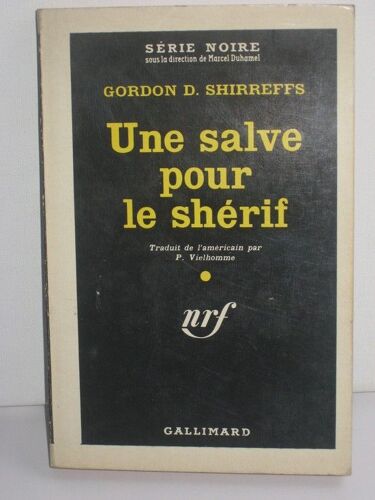 SÉRIE NOIRE
sous la direction de Marcel Duhamel
GORDON D. SHIRREFFS
Une salve
pour
le shérif
Traduit de l'américain par
P. Vielhomme
nrf
GALLIMARD